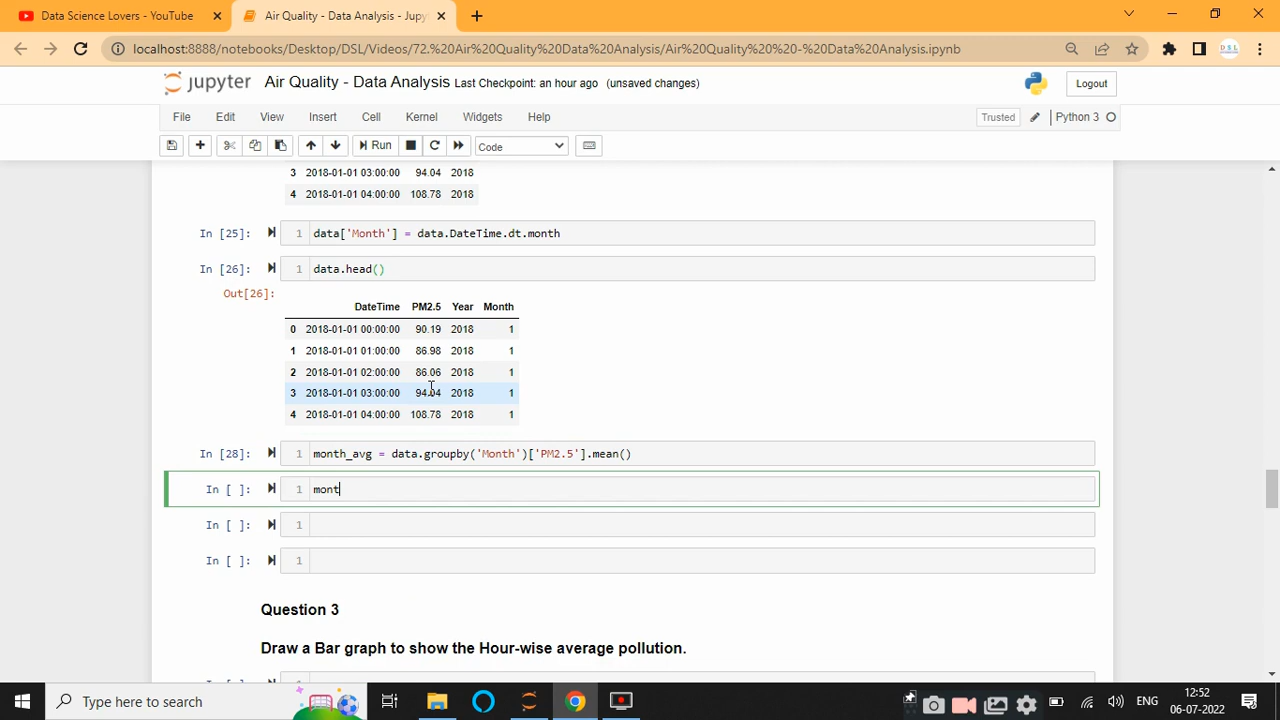 Data Science Lovers - YouTube
Air Quality - Data Analysis - Jupy
localhost:8888/notebooks/Desktop/DSL/Videos/72.%20Air%20Quality%20Data%20Analysis/Air%20Quality%20%20-%20Data%20Analysis.ipynb
jupyter Air Quality - Data Analysis Last Checkpoint: an hour ago (unsaved changes)
Logout
File Edit View Insert Cell Kernel Widgets Help
Trusted Python 3
Run Code
3 2018-01-01 03:00:00 94.04 2018
4 2018-01-01 04:00:00 108.78 2018
In [25]: 1 data['Month'] = data.DateTime.dt.month
In [26]: 1 data.head()
Out[26]:
DateTime PM2.5 Year Month
0 2018-01-01 00:00:00 90.19 2018 1
1 2018-01-01 01:00:00 86.98 2018 1
2 2018-01-01 02:00:00 86.06 2018 1
3 2018-01-01 03:00:00 94.04 2018 1
4 2018-01-01 04:00:00 108.78 2018 1
In [28]: 1 month_avg = data.groupby('Month')['PM2.5'].mean()
In [ ]: 1 mont
In [ ]: 1
In [ ]: 1
Question 3
Draw a Bar graph to show the Hour-wise average pollution.
Type here to search
ENG
12:52
06-07-2022